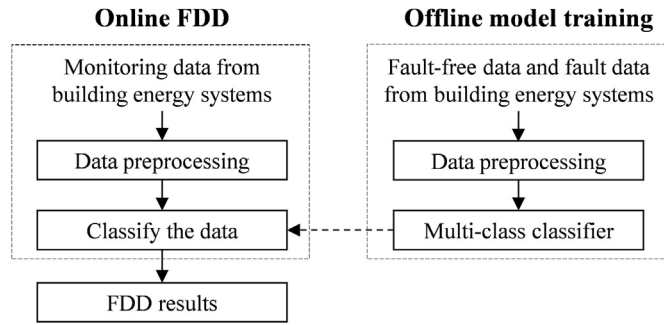 Online FDD
Monitoring data from
building energy systems
Data preprocessing
Classify the data
FDD results
Offline model training
Fault-free data and fault data
from building energy systems
Data preprocessing
Multi-class classifier